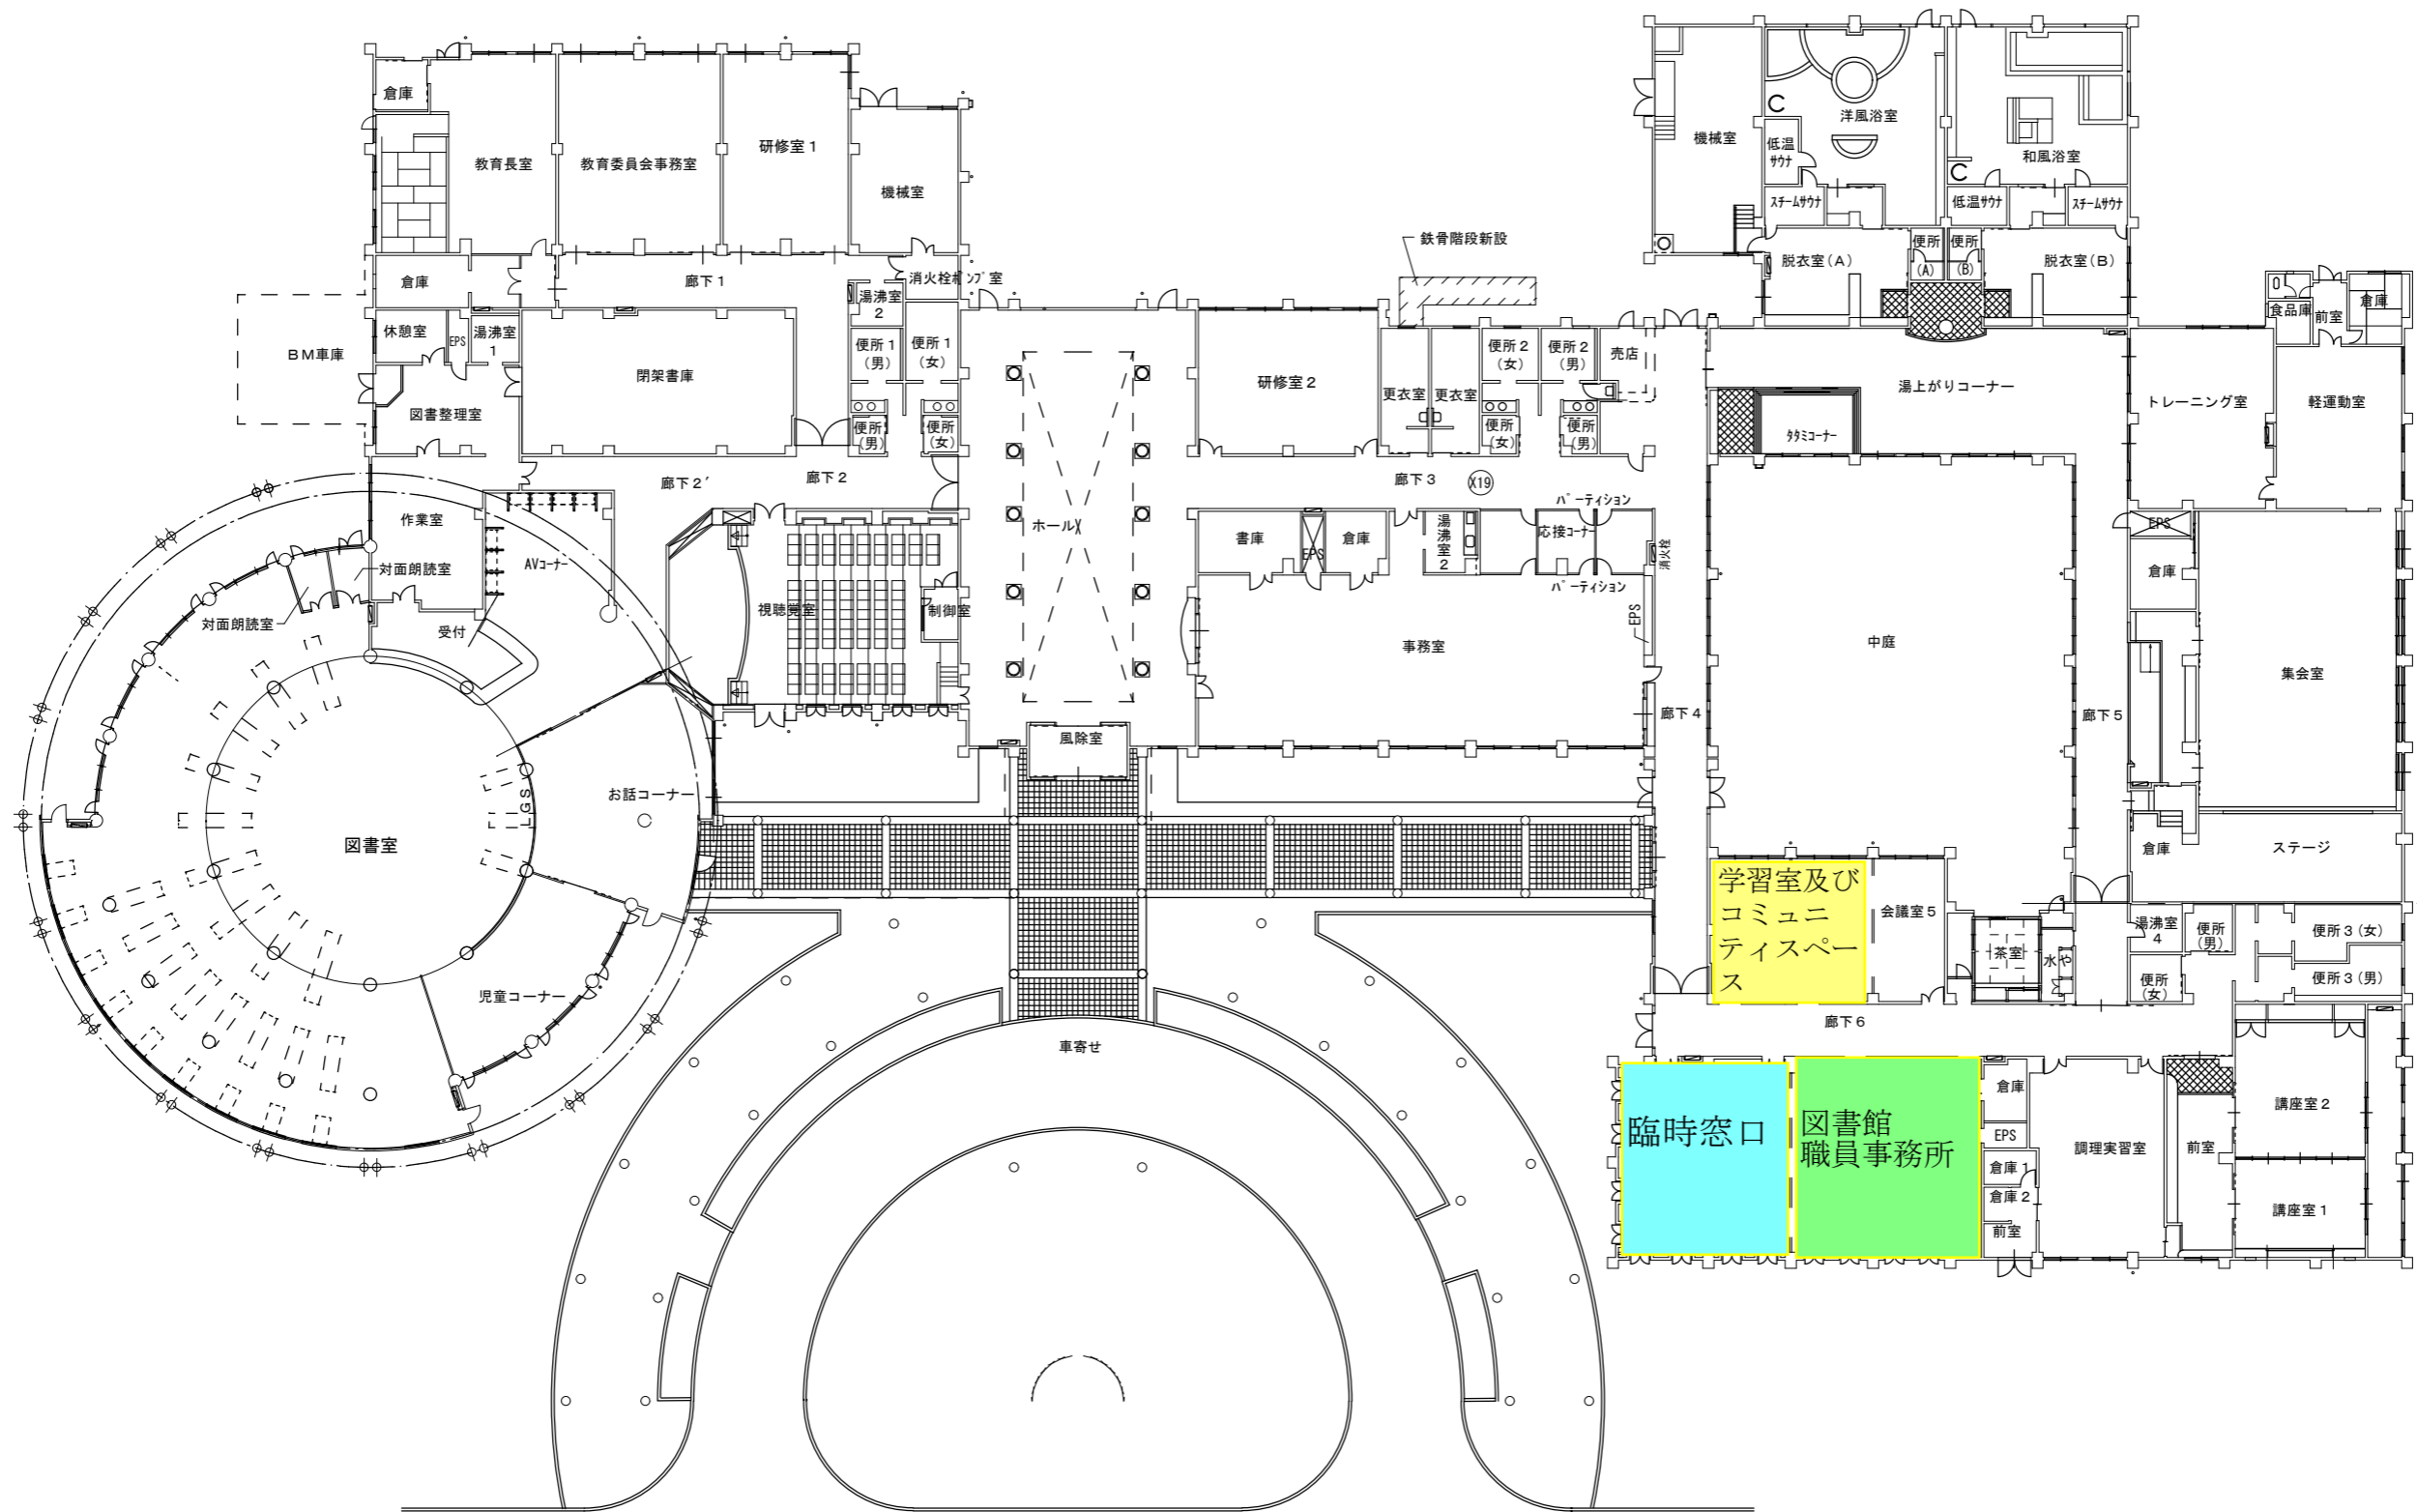 倉庫
教育長室
教育委員会事務室
研修室1
機械室
機械室
洋風浴室
和風浴室
低温
サウナ
スチームサウナ
低温サウナ
スチームサウナ
脱衣室(A)
便所
(A)
便所
(B)
脱衣室(B)
鉄骨階段新設
倉庫
廊下1
消火栓ポンプ室
湯沸室
2
BM車庫
休憩室
EPS
湯沸室
1
閉架書庫
便所1
(男)
便所1
(女)
図書整理室
便所
(男)
便所
(女)
研修室2
更衣室
更衣室
便所2
(女)
便所2
(男)
便所
(女)
便所
(男)
売店
湯上がりコーナー
タタミコーナー
トレーニング室
軽運動室
食品庫
前室
倉庫
廊下2′
廊下2
廊下3
X19
作業室
AVコーナー
対面朗読室
対面朗読室
受付
視聴覚室
制御室
ホール
書庫
EPS
倉庫
湯沸室2
パーティション
応接コーナー
パーティション
消火栓
EPS
事務室
中庭
EPS
倉庫
集会室
廊下4
廊下5
風除室
お話コーナー
LGS
図書室
児童コーナー
車寄せ
倉庫
ステージ
学習室及び
コミュニ
ティスペー
ス
会議室5
茶室
水や
湯沸室
4
便所
(男)
便所
(女)
便所3(女)
便所3(男)
廊下6
臨時窓口
図書館
職員事務所
倉庫
EPS
倉庫1
倉庫2
前室
調理実習室
前室
講座室2
講座室1